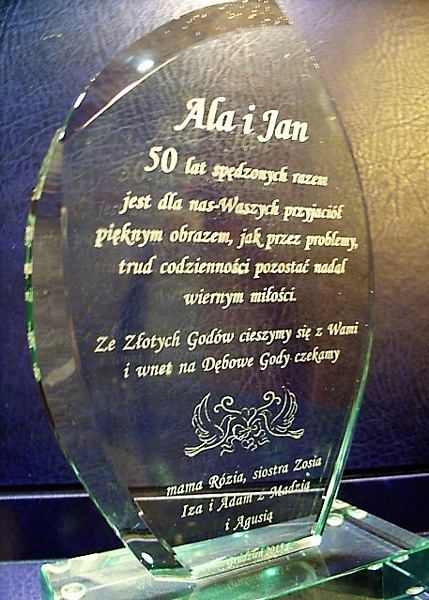 Ala i Jan
50 lat spędzonych razem
jest dla nas-Waszych przyjaciół
pięknym obrazem, jak przez problemy,
trud codzienności pozostać nadal
wiernym miłości.
Ze Złotych Godów cieszymy się z Wami
i wnet na Dębowe Gody czekamy
mama Rózia, siostra Zosia
Iza i Adam z Madzią
i Agusią
Grudzień